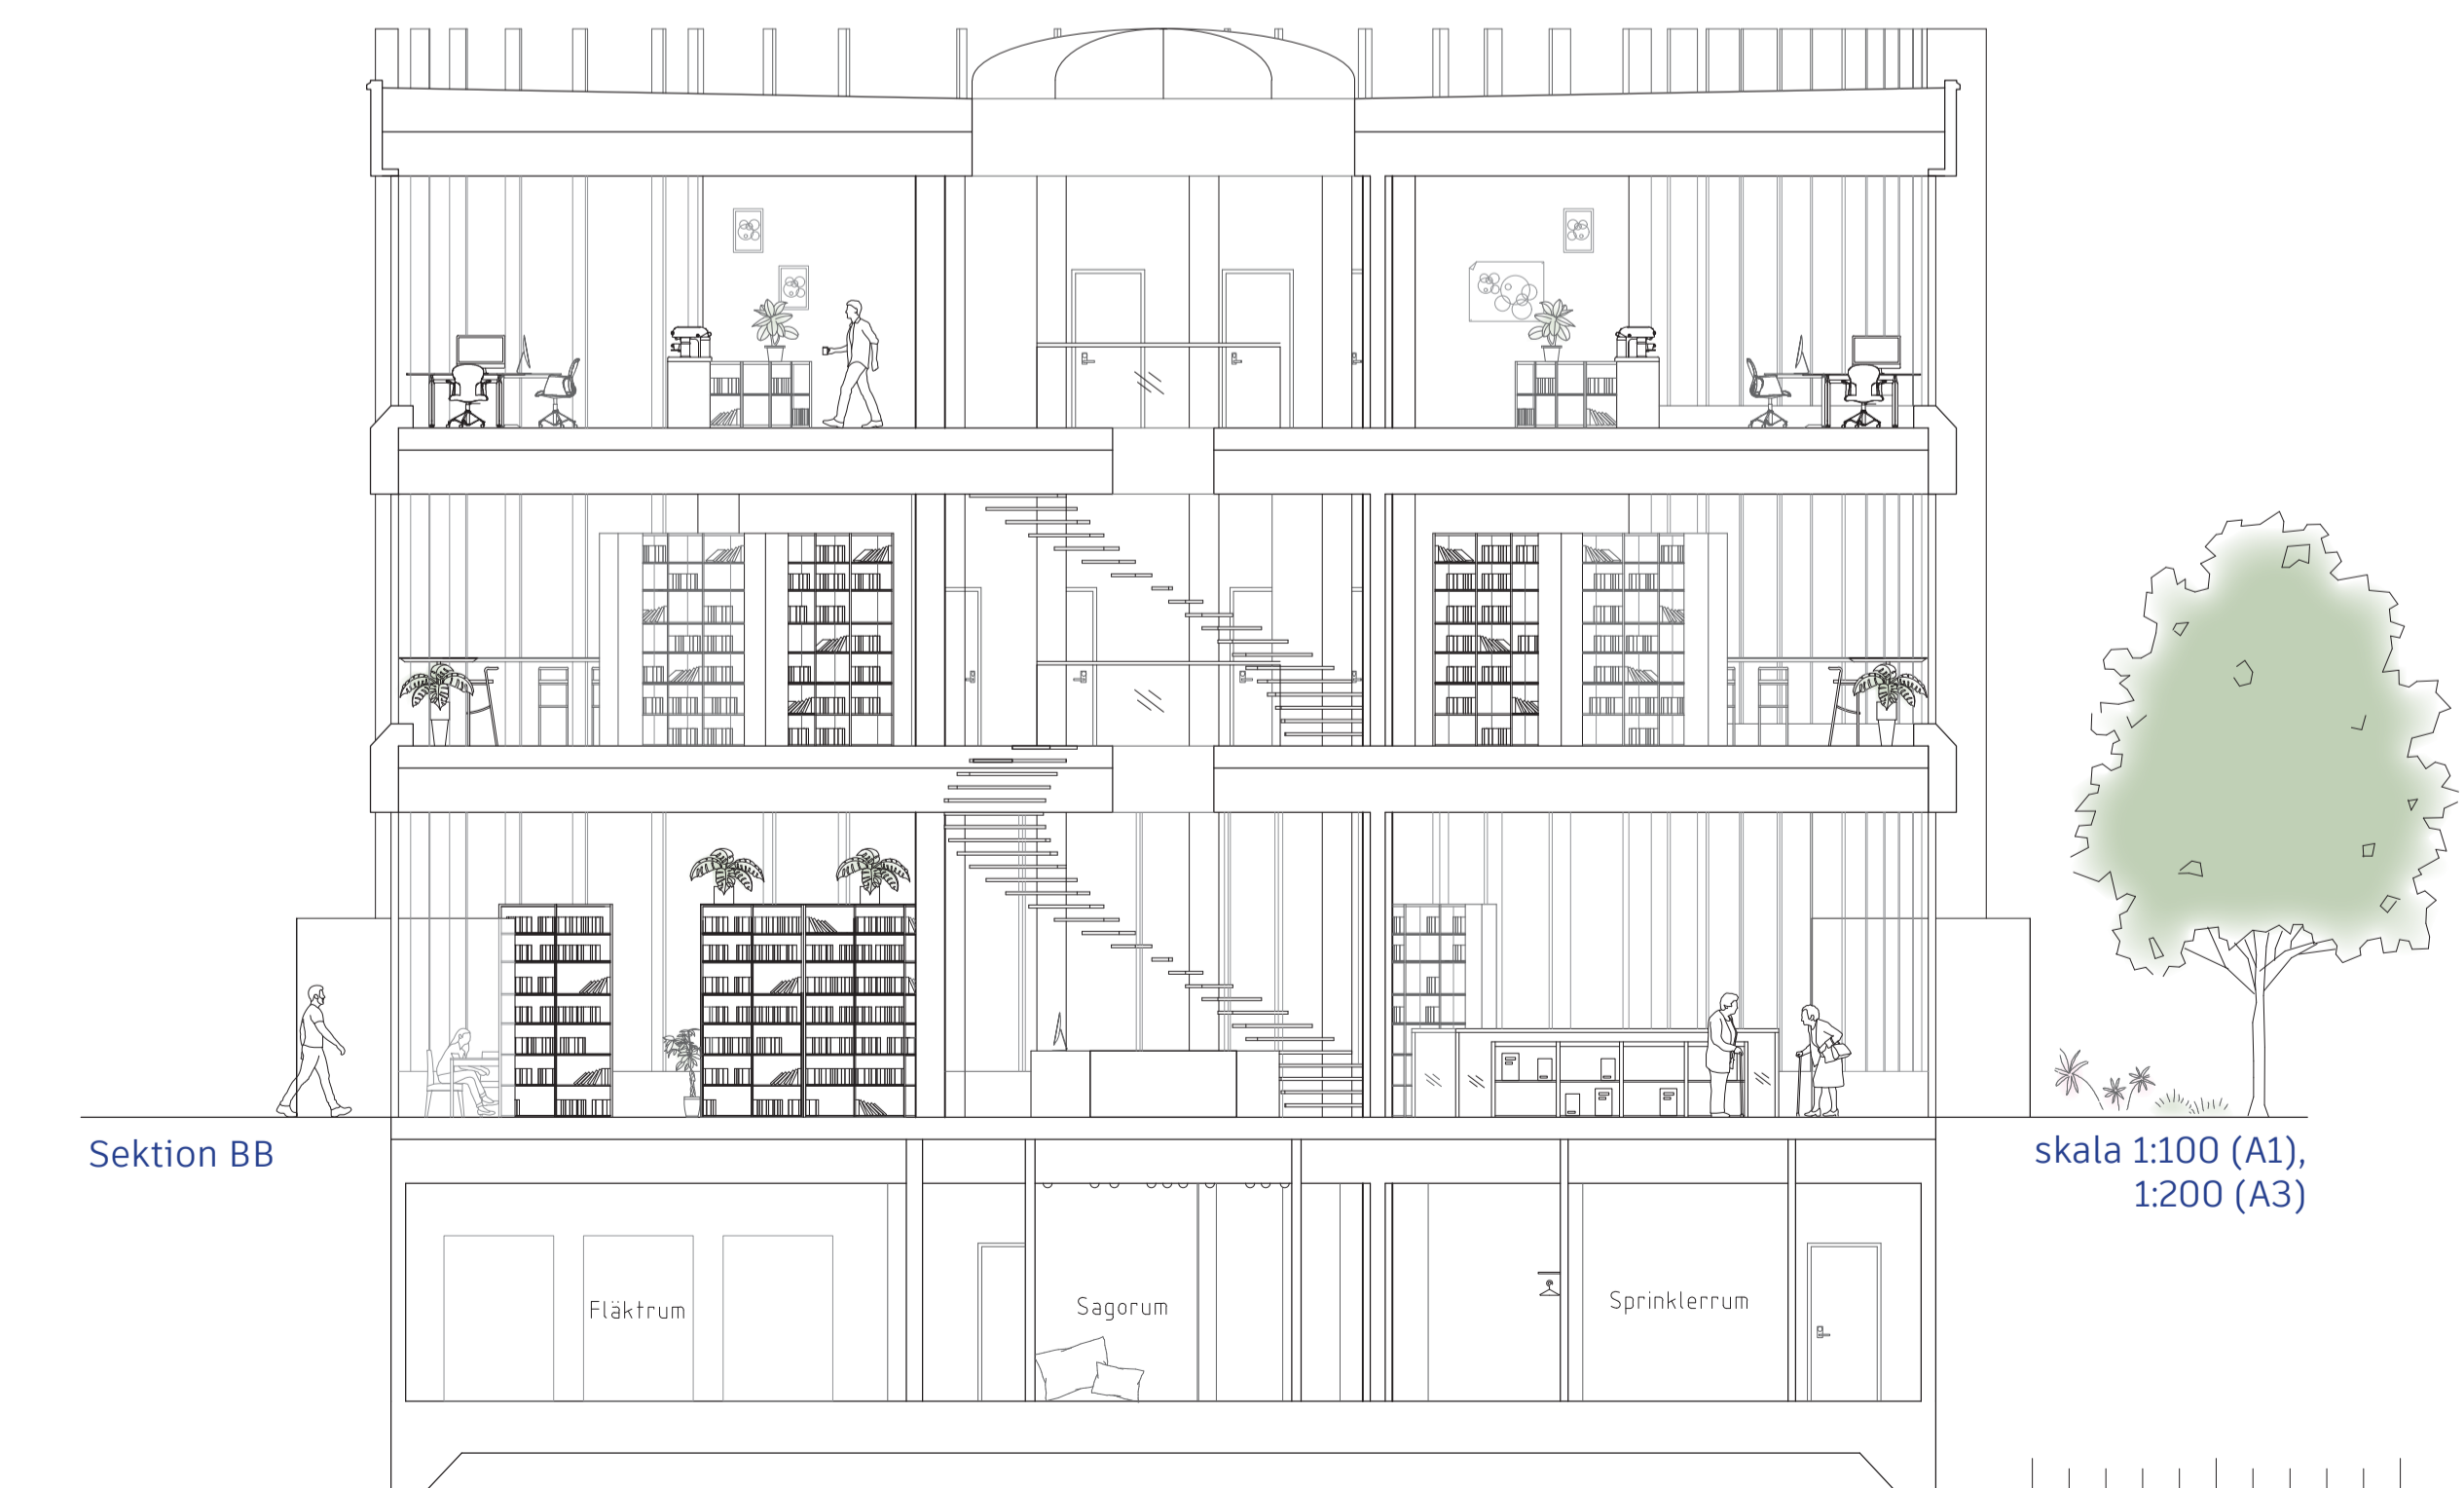 Sektion BB
skala 1:100 (A1),
1:200 (A3)
Fläktrum
Sagorum
Sprinklerrum